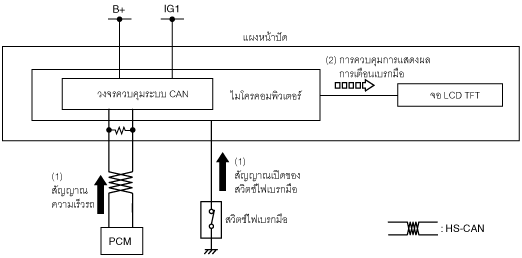 B+
IG1
แผงหน้าปัด
(2) การควบคุมการแสดงผล
การเตือนเบรกมือ
วงจรควบคุมระบบ CAN
ไมโครคอมพิวเตอร์
จอ LCD TFT
(1)
สัญญาณ
ความเร็วรถ
(1)
สัญญาณเปิดของ
สวิตช์ไฟเบรกมือ
สวิตช์ไฟเบรกมือ
PCM
: HS-CAN